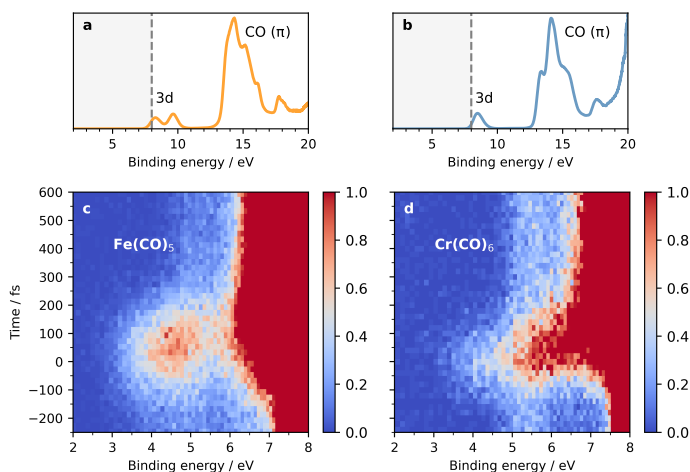 a
CO (π)
3d
5 10 15 20
Binding energy / eV
b
CO (π)
3d
5 10 15 20
Binding energy / eV
c
Fe(CO)₅
600
500
400
300
200
100
0
−100
−200
Time / fs
2 3 4 5 6 7 8
Binding energy / eV
1.0
0.8
0.6
0.4
0.2
0.0
d
Cr(CO)₆
2 3 4 5 6 7 8
Binding energy / eV
1.0
0.8
0.6
0.4
0.2
0.0